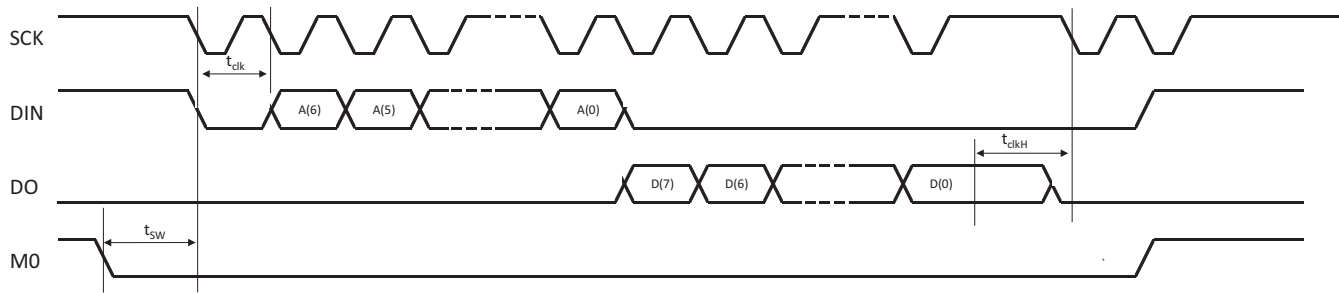 SCK
t_clk
DIN A(6) A(5) A(0)
t_clkH
DO D(7) D(6) D(0)
t_SW
M0